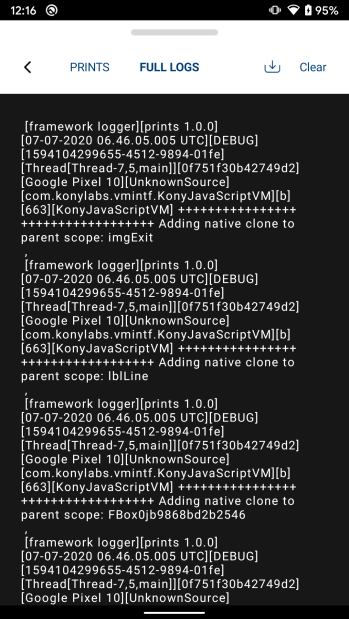 12:16 95%
PRINTS FULL LOGS Clear
[framework logger][prints 1.0.0]
[07-07-2020 06.46.05.005 UTC][DEBUG]
[1594104299655-4512-9894-01fe]
[Thread[Thread-7,5,main]][0f751f30b42749d2]
[Google Pixel 10][UnknownSource]
[com.konylabs.vmintf.KonyJavaScriptVM][b]
[663][KonyJavaScriptVM] ++++++++++++++++
++++++++++++++++++ Adding native clone to
parent scope: imgExit
,
[framework logger][prints 1.0.0]
[07-07-2020 06.46.05.005 UTC][DEBUG]
[1594104299655-4512-9894-01fe]
[Thread[Thread-7,5,main]][0f751f30b42749d2]
[Google Pixel 10][UnknownSource]
[com.konylabs.vmintf.KonyJavaScriptVM][b]
[663][KonyJavaScriptVM] ++++++++++++++++
++++++++++++++++++ Adding native clone to
parent scope: lblLine
,
[framework logger][prints 1.0.0]
[07-07-2020 06.46.05.005 UTC][DEBUG]
[1594104299655-4512-9894-01fe]
[Thread[Thread-7,5,main]][0f751f30b42749d2]
[Google Pixel 10][UnknownSource]
[com.konylabs.vmintf.KonyJavaScriptVM][b]
[663][KonyJavaScriptVM] ++++++++++++++++
++++++++++++++++++ Adding native clone to
parent scope: FBox0jb9868bd2b2546
,
[framework logger][prints 1.0.0]
[07-07-2020 06.46.05.005 UTC][DEBUG]
[1594104299655-4512-9894-01fe]
[Thread[Thread-7,5,main]][0f751f30b42749d2]
[Google Pixel 10][UnknownSource]